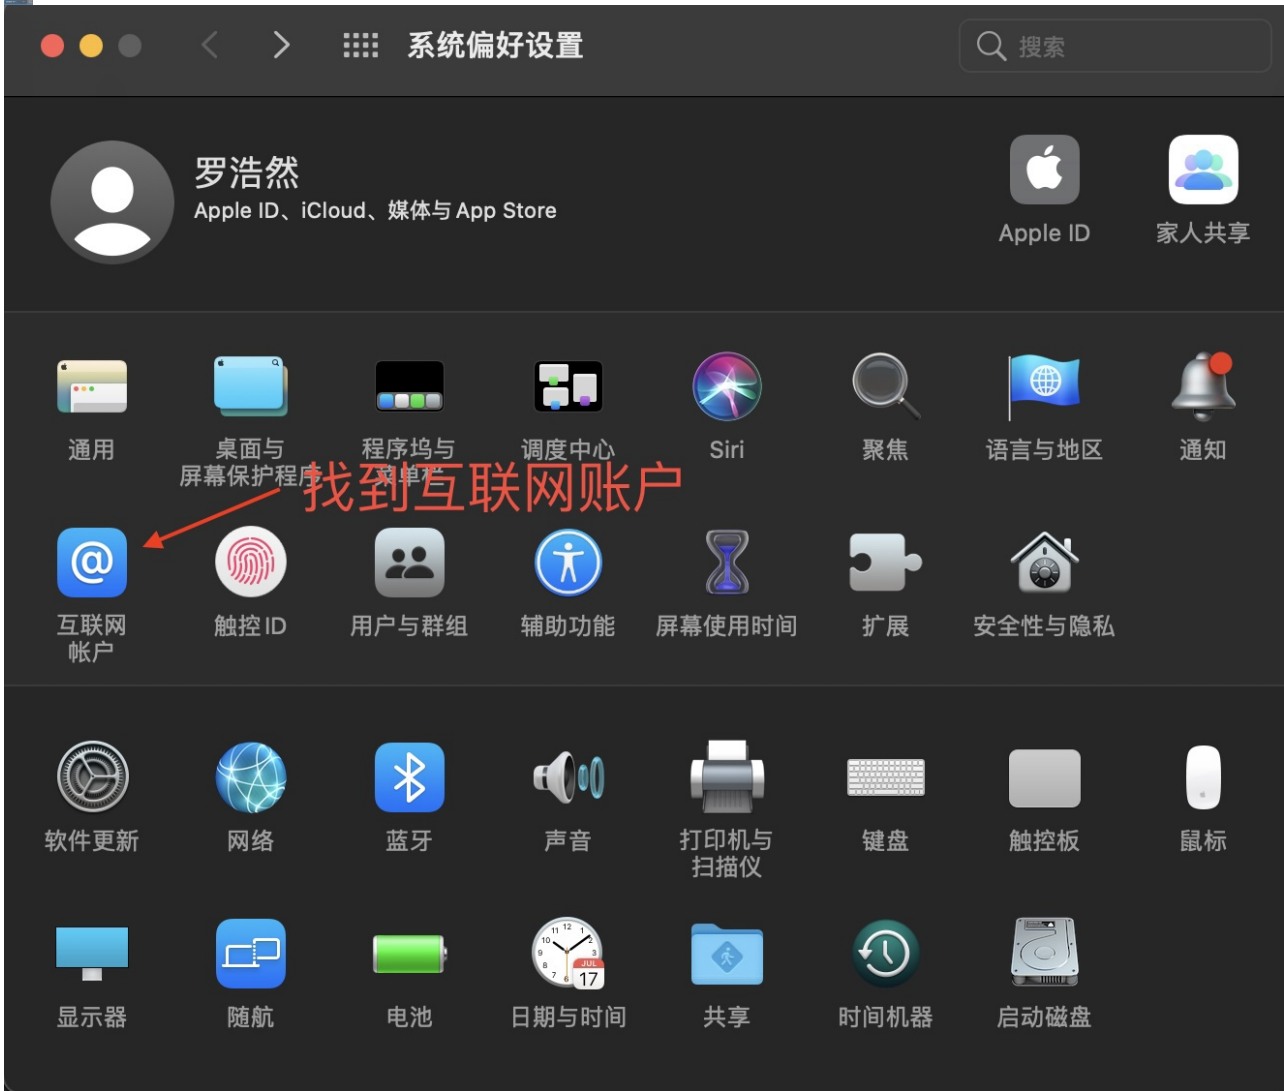 系统偏好设置
搜索
罗浩然
Apple ID、iCloud、媒体与 App Store
Apple ID
家人共享
通用
桌面与
屏幕保护程序
程序坞与
菜单栏
调度中心
Siri
聚焦
语言与地区
通知
找到互联网账户
互联网
帐户
触控 ID
用户与群组
辅助功能
屏幕使用时间
扩展
安全性与隐私
软件更新
网络
蓝牙
声音
打印机与
扫描仪
键盘
触控板
鼠标
显示器
随航
电池
JUL
17
日期与时间
共享
时间机器
启动磁盘